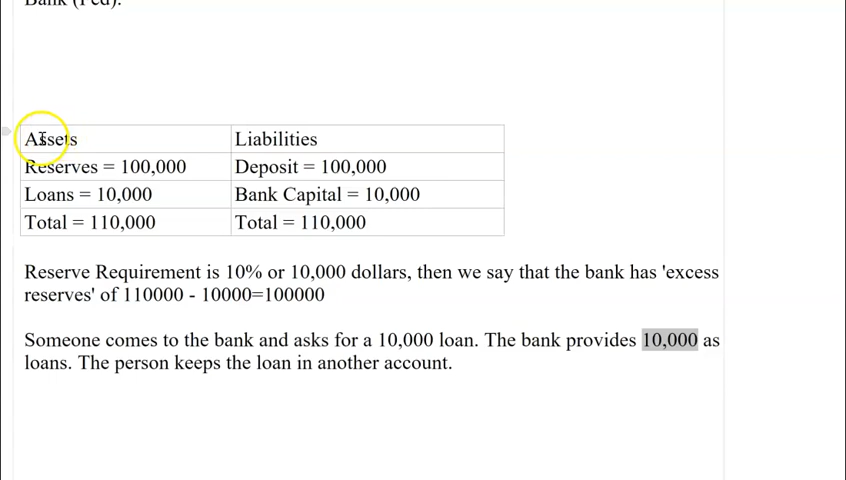 Bank (Fed).
Assets Liabilities
Reserves = 100,000 Deposit = 100,000
Loans = 10,000 Bank Capital = 10,000
Total = 110,000 Total = 110,000
Reserve Requirement is 10% or 10,000 dollars, then we say that the bank has 'excess
reserves' of 110000 - 10000=100000
Someone comes to the bank and asks for a 10,000 loan. The bank provides 10,000 as
loans. The person keeps the loan in another account.